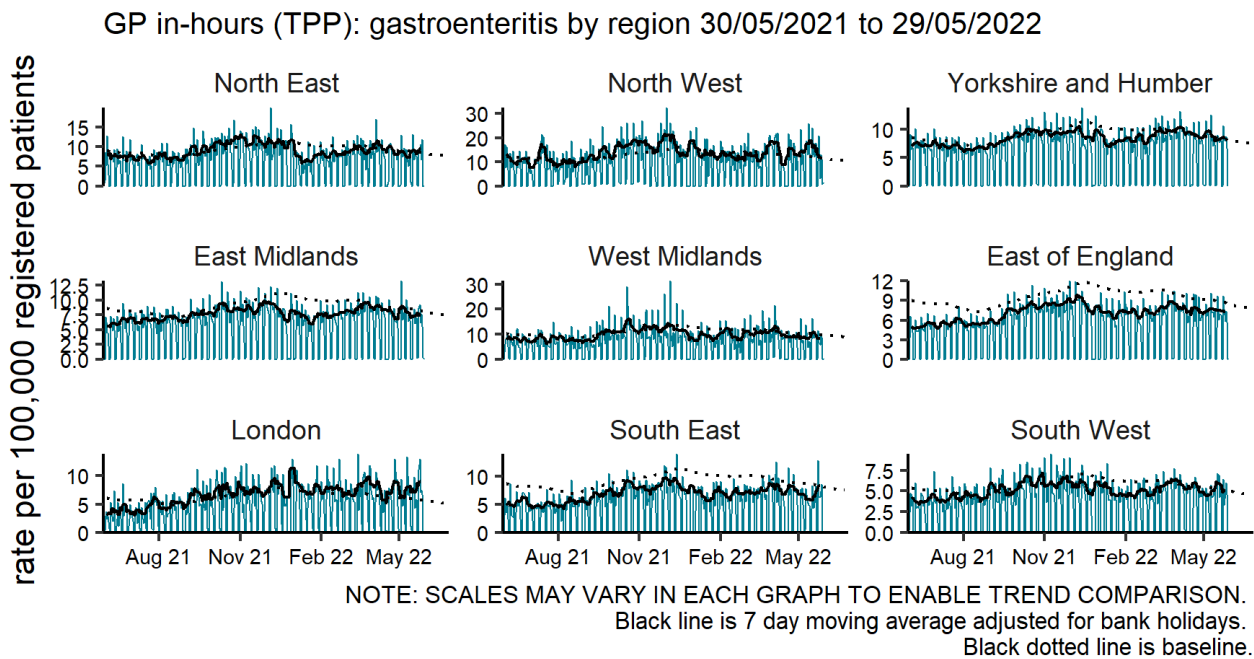 GP in-hours (TPP): gastroenteritis by region 30/05/2021 to 29/05/2022
rate per 100,000 registered patients
North East
15
10
5
0
North West
30
20
10
0
Yorkshire and Humber
10
5
0
East Midlands
12.5
10.0
7.5
5.0
2.5
0.0
West Midlands
30
20
10
0
East of England
12
9
6
3
0
London
10
5
0
South East
10
5
0
South West
7.5
5.0
2.5
0.0
Aug 21 Nov 21 Feb 22 May 22
Aug 21 Nov 21 Feb 22 May 22
Aug 21 Nov 21 Feb 22 May 22
NOTE: SCALES MAY VARY IN EACH GRAPH TO ENABLE TREND COMPARISON.
Black line is 7 day moving average adjusted for bank holidays.
Black dotted line is baseline.